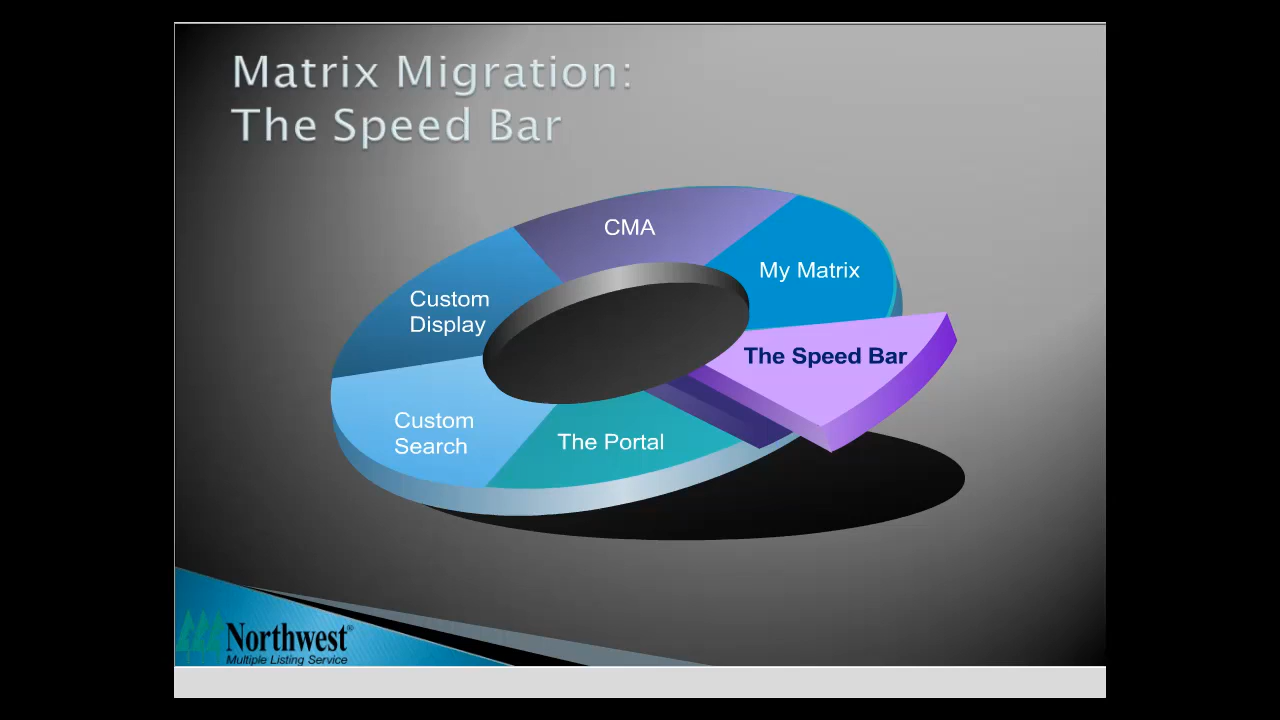 Matrix Migration:
The Speed Bar
CMA
My Matrix
Custom
Display
The Speed Bar
Custom
Search
The Portal
Northwest®
Multiple Listing Service